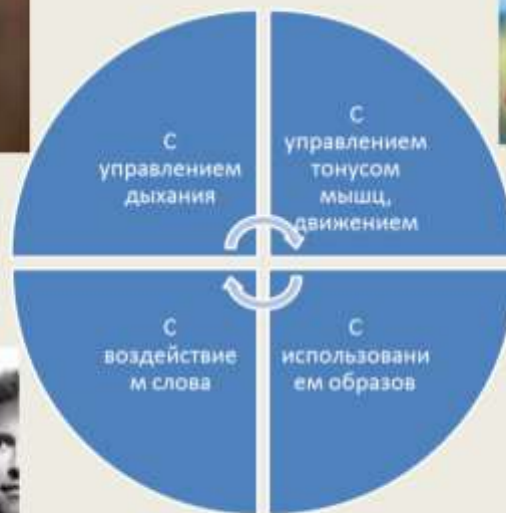 С
управлением
дыхания
С
управлением
тонусом
мышц,
движением
С
воздействие
м слова
С
использовани
ем образов